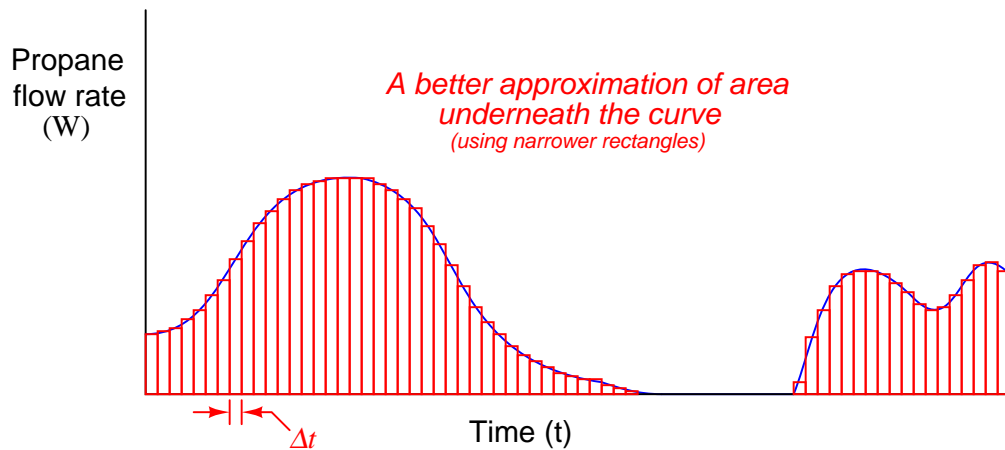 Propane
flow rate
(W)
A better approximation of area
underneath the curve
(using narrower rectangles)
Δt
Time (t)